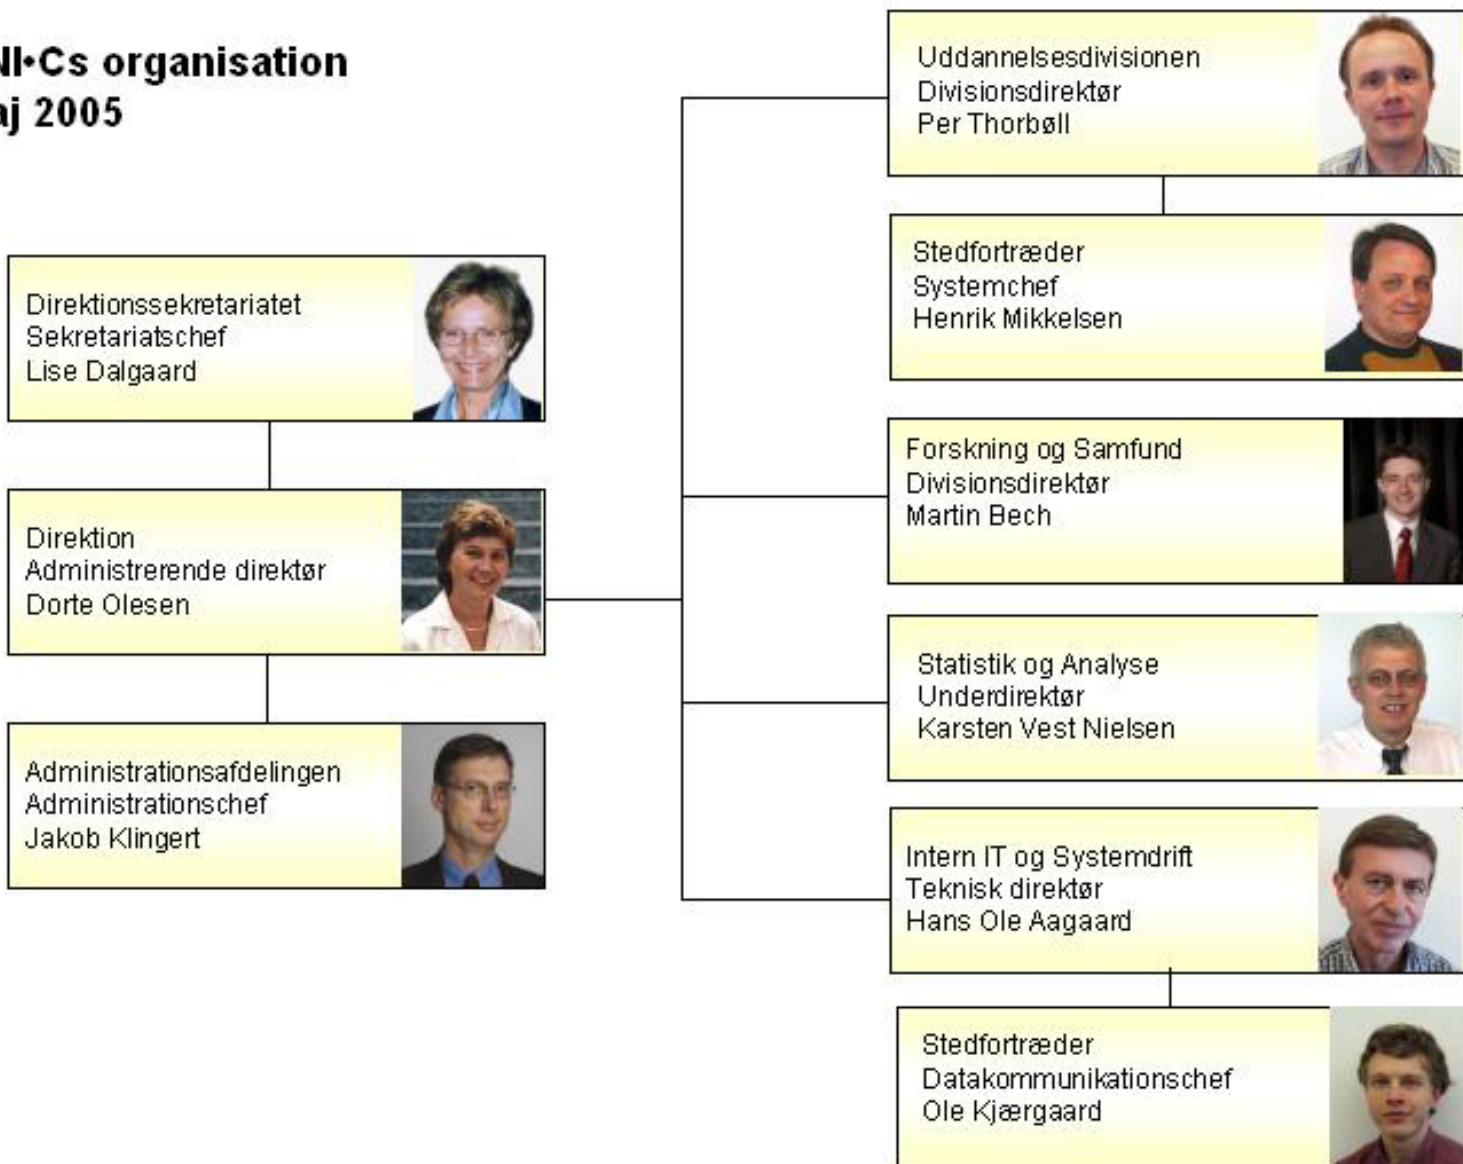 NI•Cs organisation
aj 2005
Direktionssekretariatet
Sekretariatschef
Lise Dalgaard
Direktion
Administrerende direktør
Dorte Olesen
Administrationsafdelingen
Administrationschef
Jakob Klingert
Uddannelsesdivisionen
Divisionsdirektør
Per Thorbøll
Stedfortræder
Systemchef
Henrik Mikkelsen
Forskning og Samfund
Divisionsdirektør
Martin Bech
Statistik og Analyse
Underdirektør
Karsten Vest Nielsen
Intern IT og Systemdrift
Teknisk direktør
Hans Ole Aagaard
Stedfortræder
Datakommunikationschef
Ole Kjærgaard